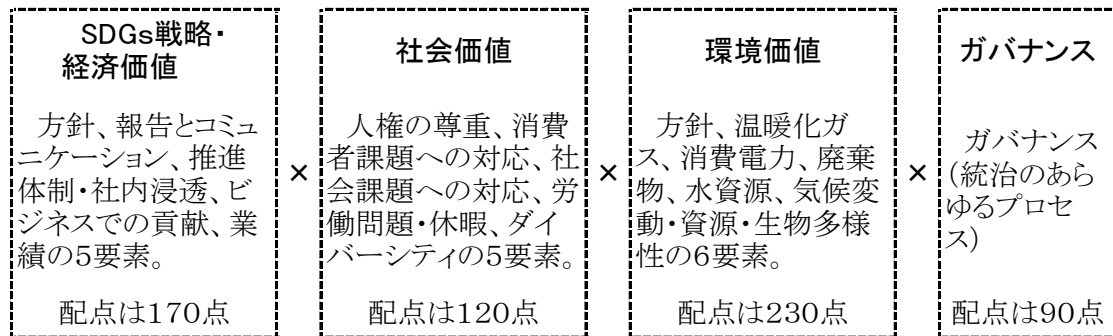 SDGs戦略・
経済価値
方針、報告とコミュ
ニケーション、推進
体制・社内浸透、ビ
ジネスでの貢献、業
績の5要素。
配点は170点
×
社会価値
人権の尊重、消費
者課題への対応、社
会課題への対応、労
働問題・休暇、ダイ
バーシティの5要素。
配点は120点
×
環境価値
方針、温暖化ガ
ス、消費電力、廃棄
物、水資源、気候変
動・資源・生物多様
性の6要素。
配点は230点
×
ガバナンス
ガバナンス
(統治のあら
ゆるプロセ
ス)
配点は90点